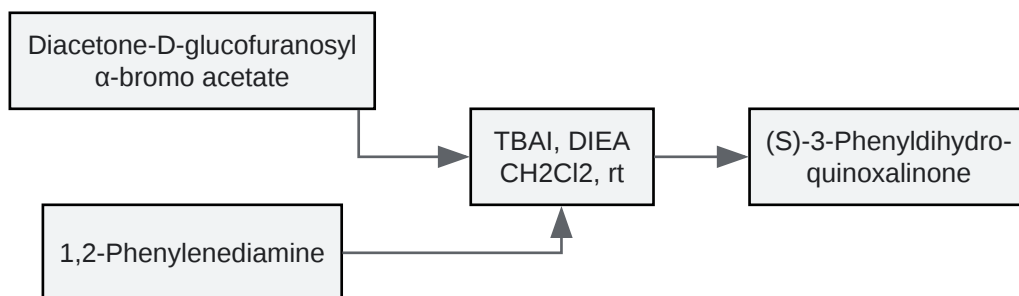 Diacetone-D-glucofuranosyl
α-bromo acetate
TBAI, DIEA
CH2Cl2, rt
(S)-3-Phenyldihydro-
quinoxalinone
1,2-Phenylenediamine